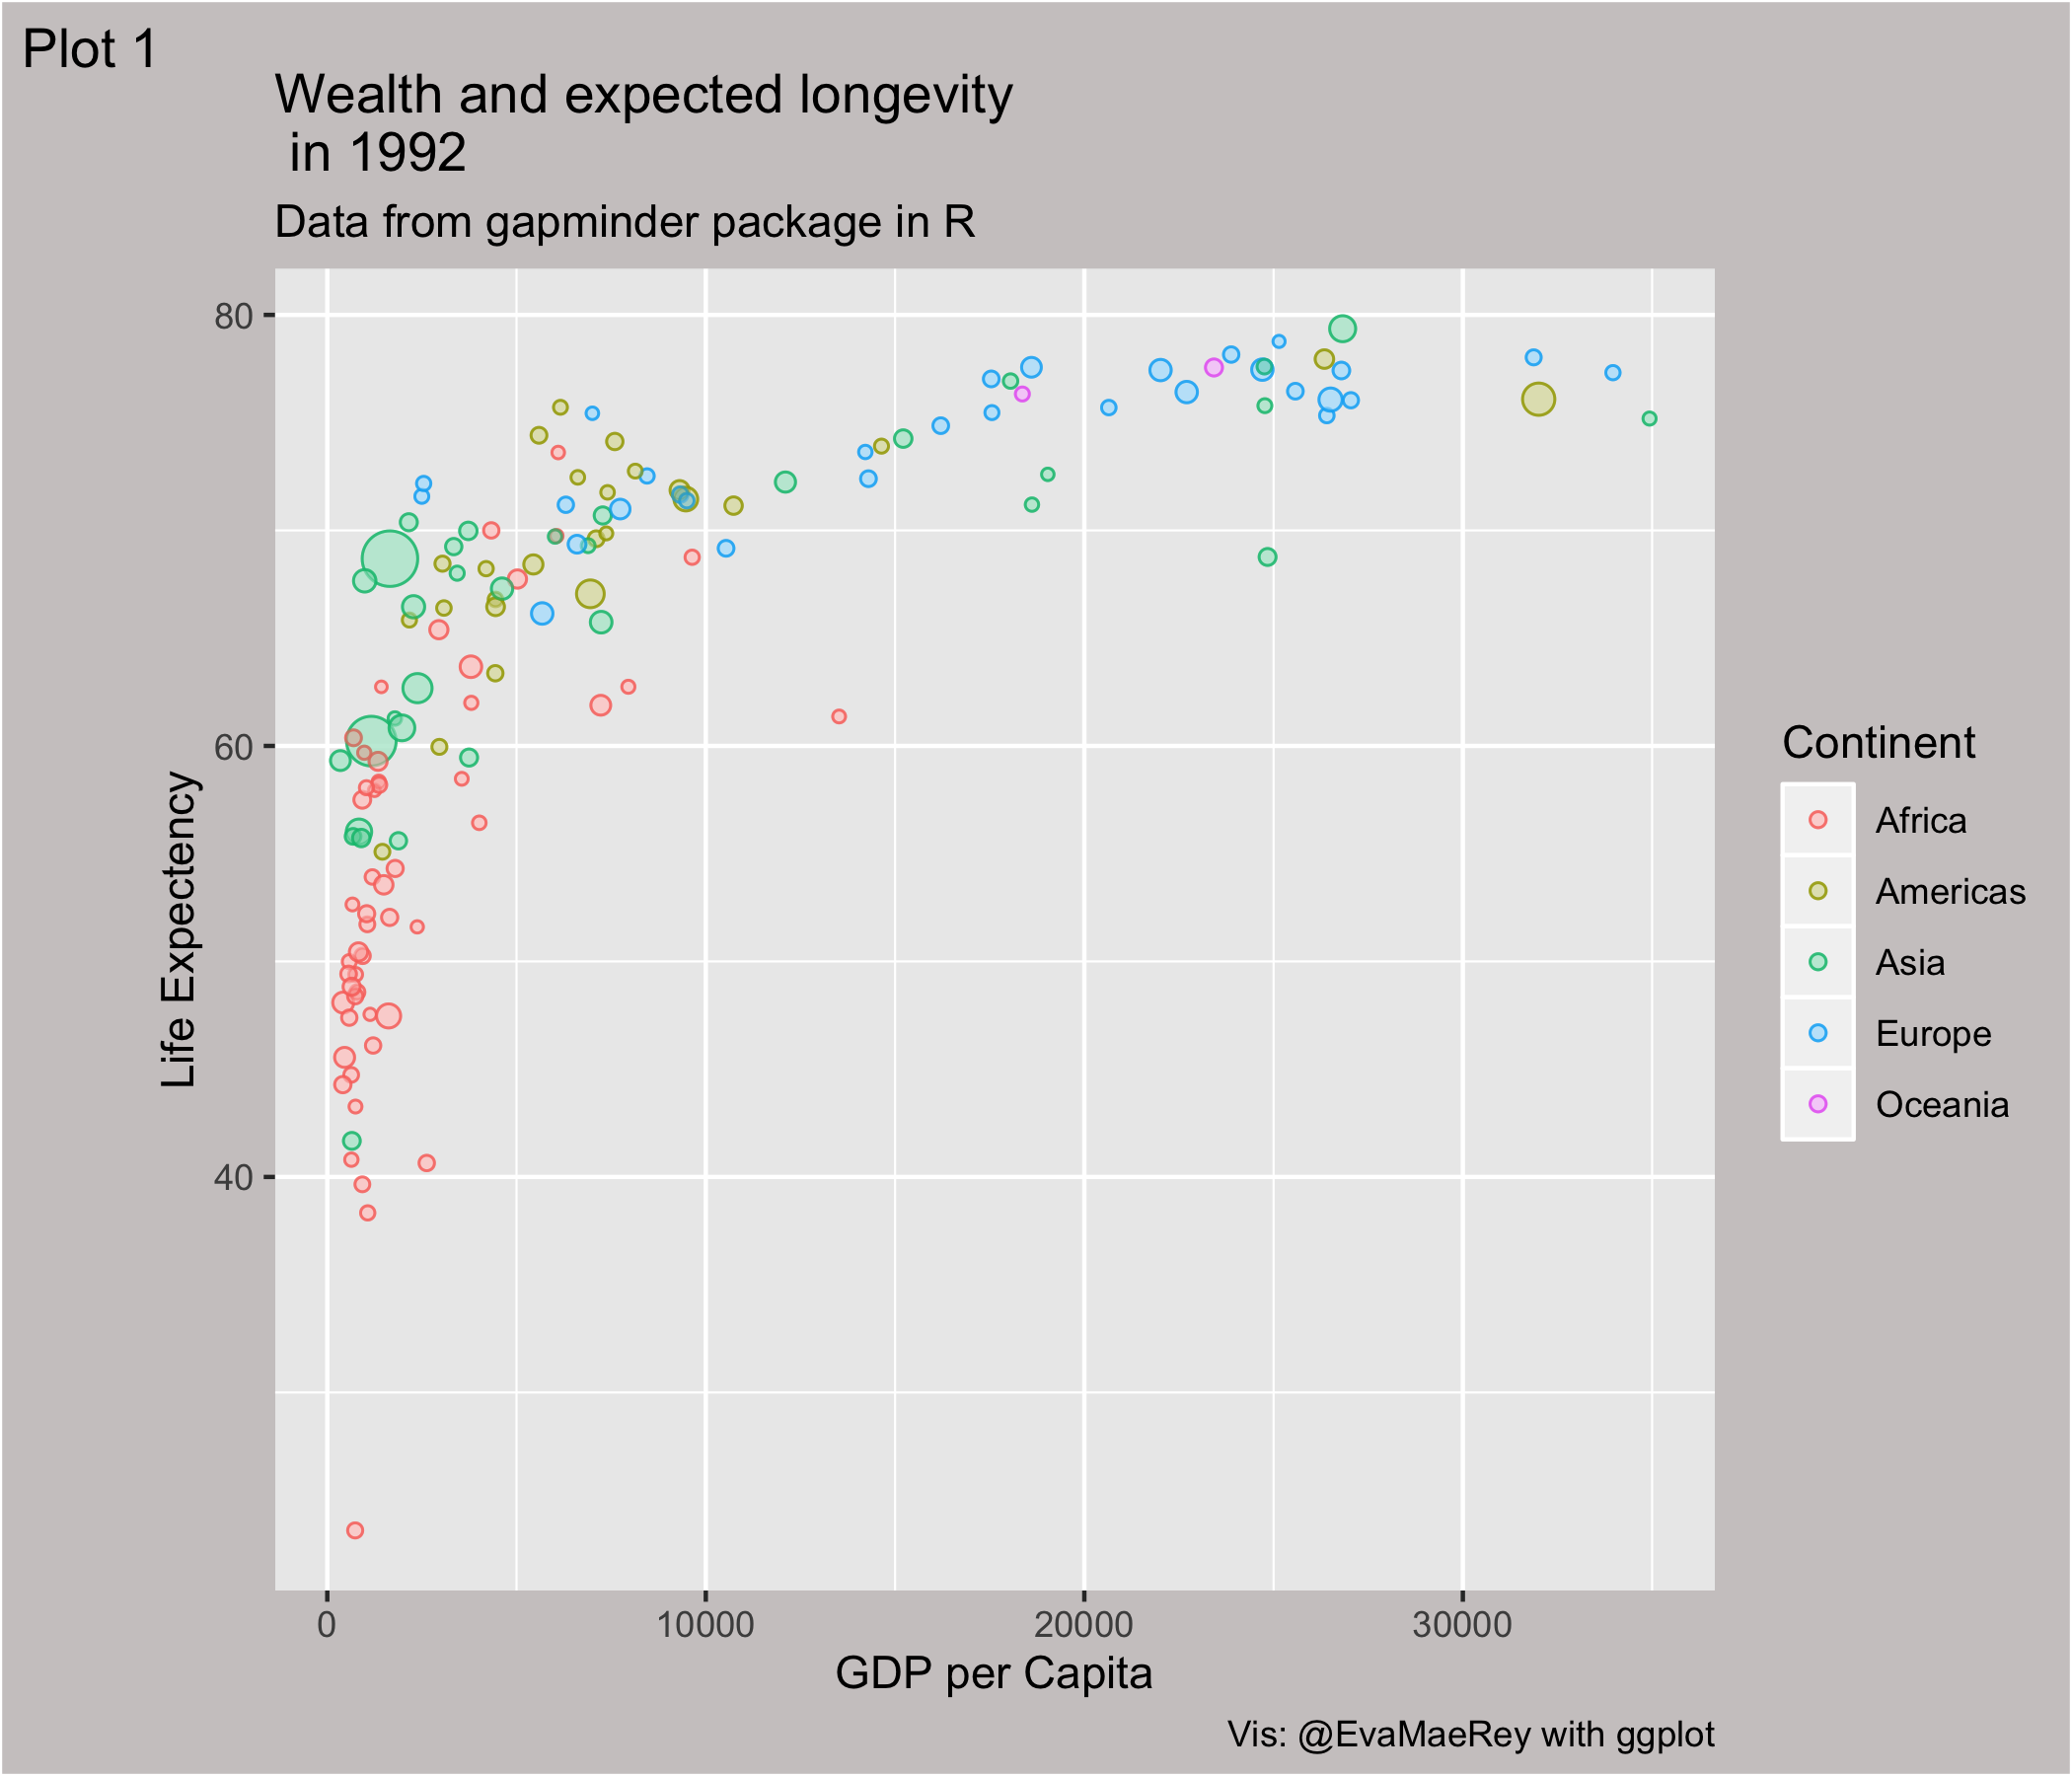 Plot 1
Wealth and expected longevity
in 1992
Data from gapminder package in R
80
60
40
Life Expectency
0
10000
20000
30000
GDP per Capita
Continent
Africa
Americas
Asia
Europe
Oceania
Vis: @EvaMaeRey with ggplot